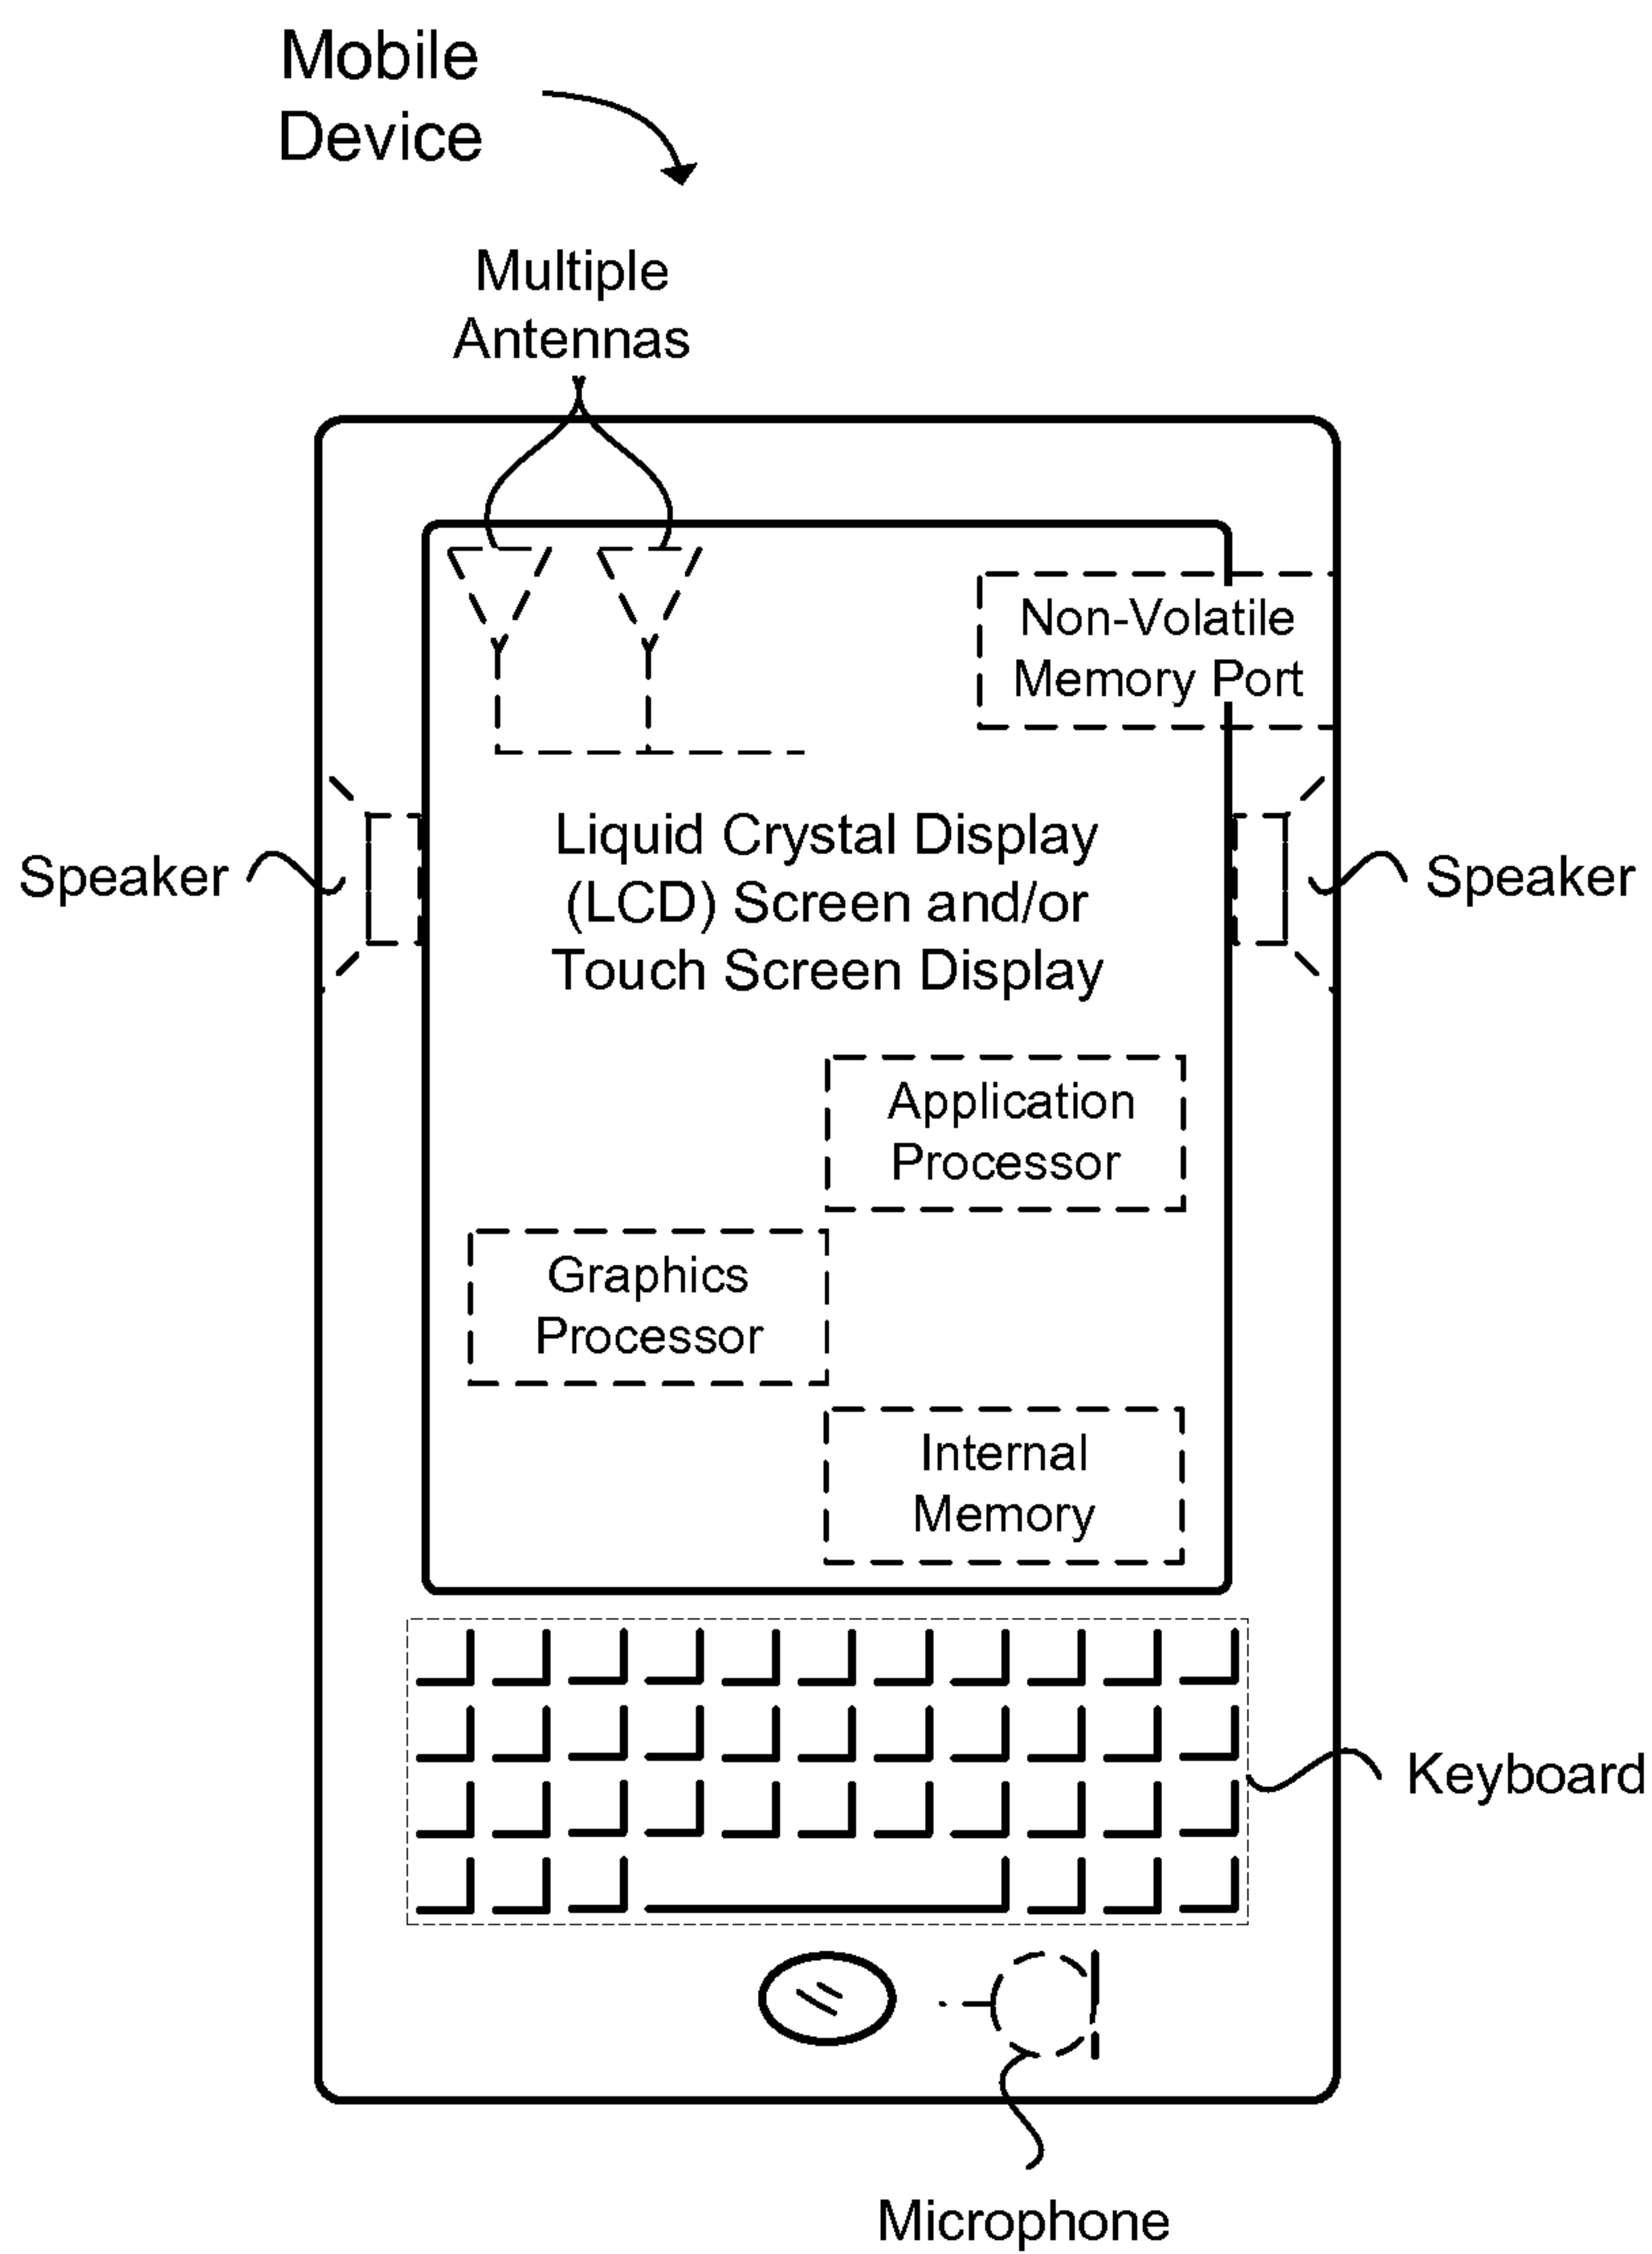 Mobile
Device
Multiple
Antennas
Non-Volatile
Memory Port
Liquid Crystal Display
(LCD) Screen and/or
Touch Screen Display
Speaker
Speaker
Application
Processor
Graphics
Processor
Internal
Memory
Keyboard
Microphone